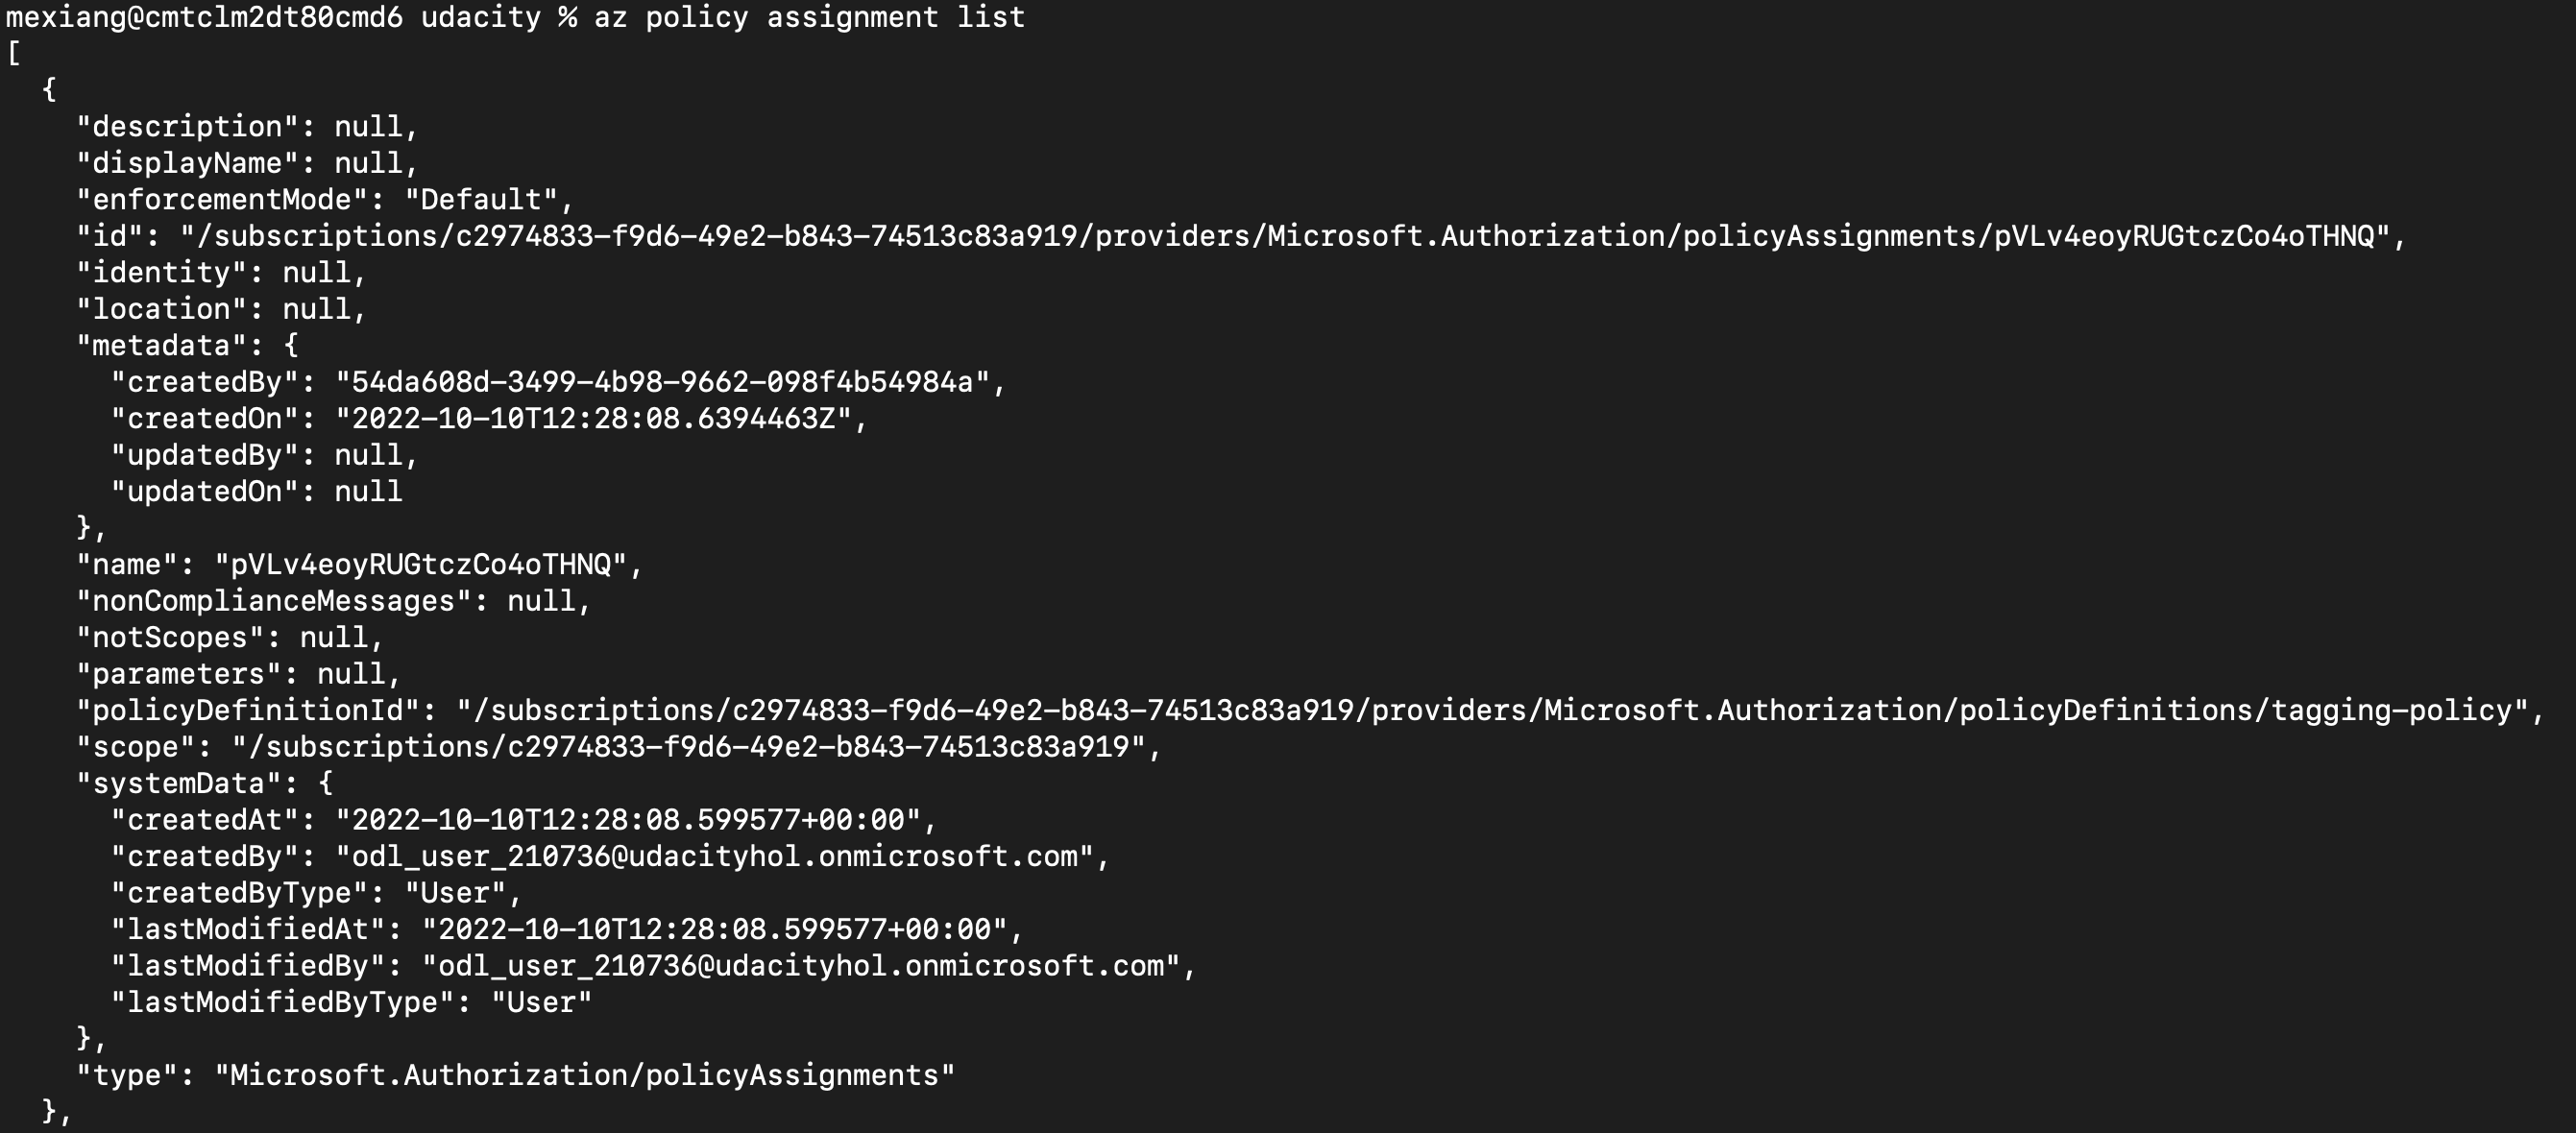 mexiang@cmtclm2dt80cmd6 udacity % az policy assignment list
[
  {
    "description": null,
    "displayName": null,
    "enforcementMode": "Default",
    "id": "/subscriptions/c2974833-f9d6-49e2-b843-74513c83a919/providers/Microsoft.Authorization/policyAssignments/pVLv4eoyRUGtczCo4oTHNQ",
    "identity": null,
    "location": null,
    "metadata": {
      "createdBy": "54da608d-3499-4b98-9662-098f4b54984a",
      "createdOn": "2022-10-10T12:28:08.6394463Z",
      "updatedBy": null,
      "updatedOn": null
    },
    "name": "pVLv4eoyRUGtczCo4oTHNQ",
    "nonComplianceMessages": null,
    "notScopes": null,
    "parameters": null,
    "policyDefinitionId": "/subscriptions/c2974833-f9d6-49e2-b843-74513c83a919/providers/Microsoft.Authorization/policyDefinitions/tagging-policy",
    "scope": "/subscriptions/c2974833-f9d6-49e2-b843-74513c83a919",
    "systemData": {
      "createdAt": "2022-10-10T12:28:08.599577+00:00",
      "createdBy": "odl_user_210736@udacityhol.onmicrosoft.com",
      "createdByType": "User",
      "lastModifiedAt": "2022-10-10T12:28:08.599577+00:00",
      "lastModifiedBy": "odl_user_210736@udacityhol.onmicrosoft.com",
      "lastModifiedByType": "User"
    },
    "type": "Microsoft.Authorization/policyAssignments"
  },